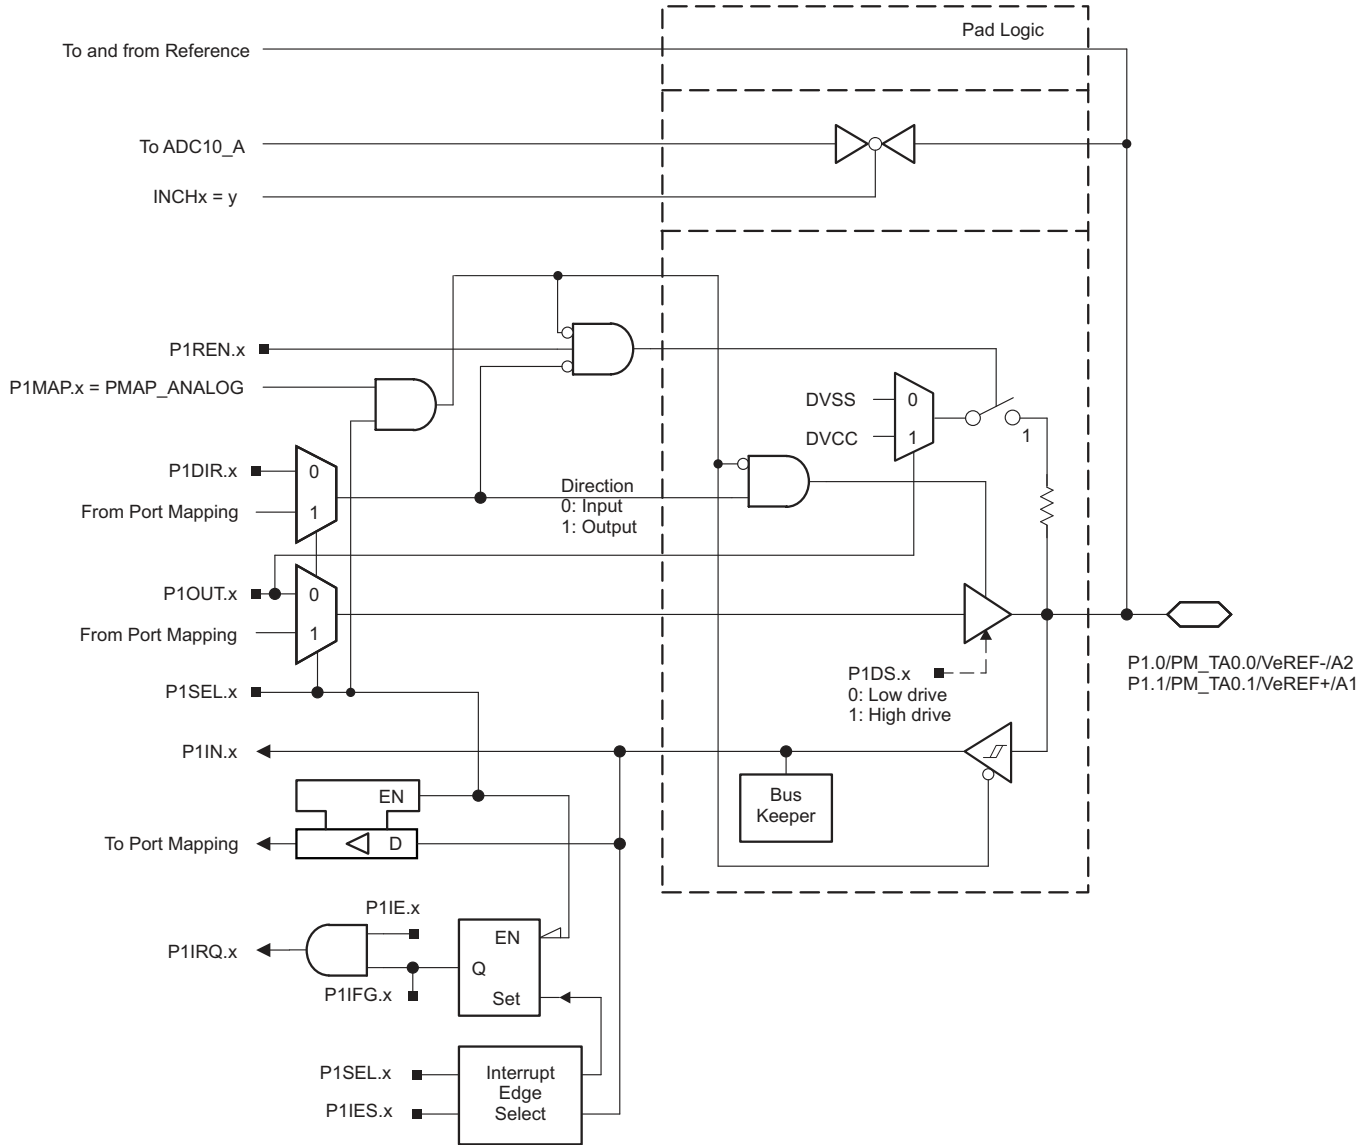 Pad Logic
To and from Reference
To ADC10_A
INCHx = y
P1REN.x
P1MAP.x = PMAP_ANALOG
DVSS
0
DVCC
1
1
P1DIR.x
0
From Port Mapping
1
Direction
0: Input
1: Output
P1OUT.x
0
From Port Mapping
1
P1SEL.x
P1DS.x
0: Low drive
1: High drive
P1.0/PM_TA0.0/VeREF-/A2
P1.1/PM_TA0.1/VeREF+/A1
P1IN.x
Bus
Keeper
EN
To Port Mapping
D
P1IE.x
P1IRQ.x
EN
Q
Set
P1IFG.x
P1SEL.x
P1IES.x
Interrupt
Edge
Select